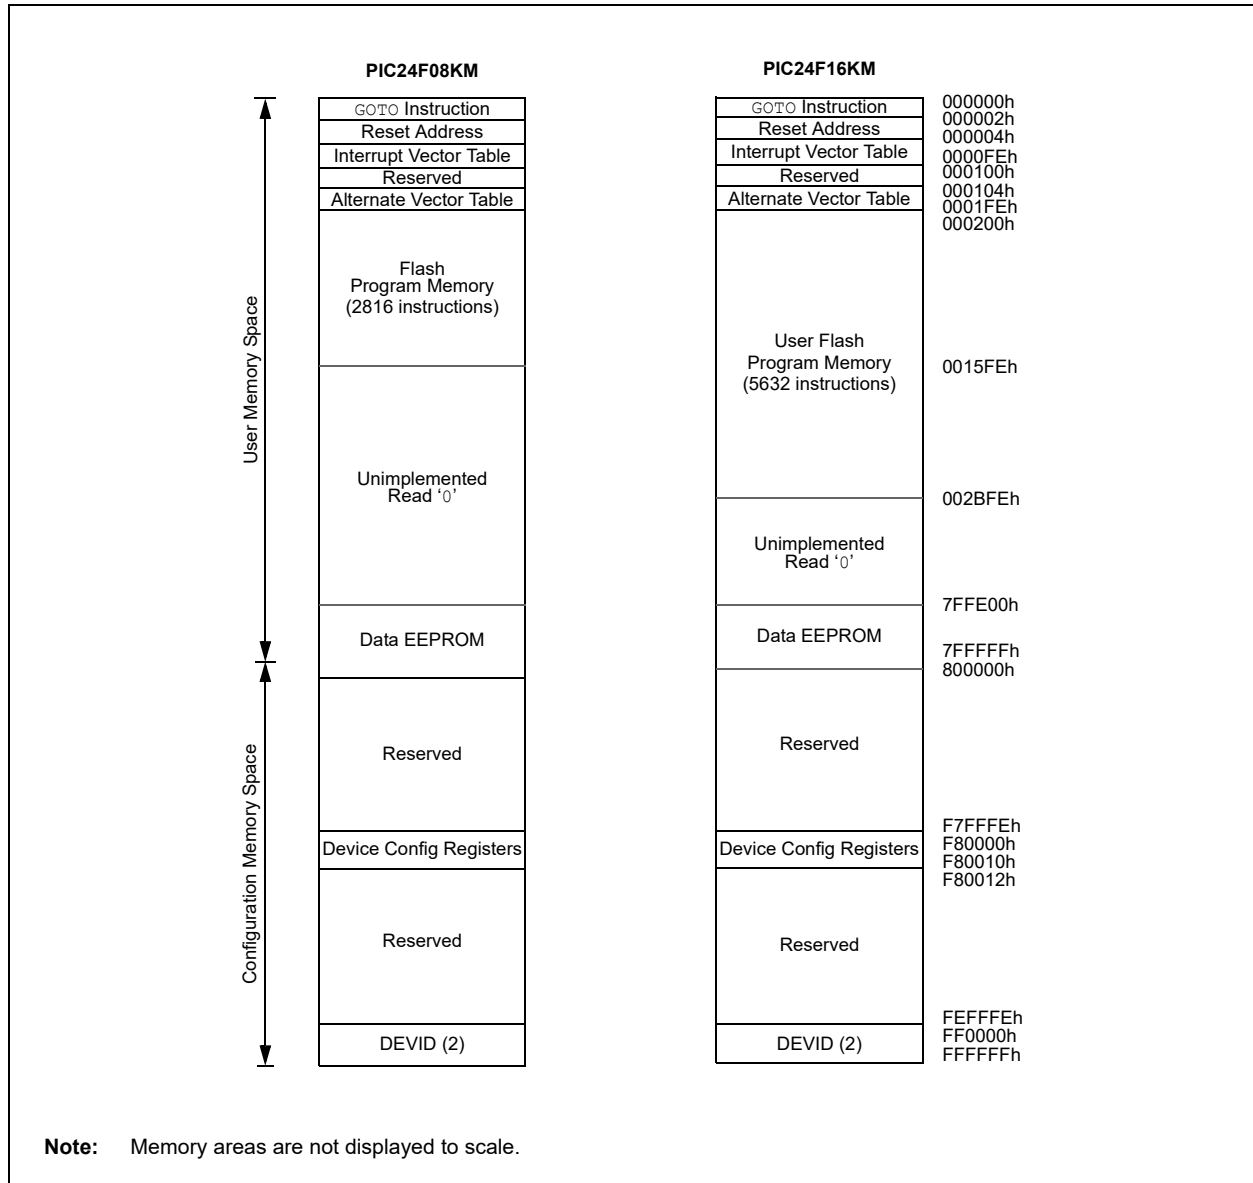 PIC24F08KM
PIC24F16KM
User Memory Space
Configuration Memory Space
GOTO Instruction
Reset Address
Interrupt Vector Table
Reserved
Alternate Vector Table
Flash
Program Memory
(2816 instructions)
Unimplemented
Read ‘0’
Data EEPROM
Reserved
Device Config Registers
Reserved
DEVID (2)
GOTO Instruction
Reset Address
Interrupt Vector Table
Reserved
Alternate Vector Table
User Flash
Program Memory
(5632 instructions)
Unimplemented
Read ‘0’
Data EEPROM
Reserved
Device Config Registers
Reserved
DEVID (2)
000000h
000002h
000004h
0000FEh
000100h
000104h
0001FEh
000200h
0015FEh
002BFEh
7FFE00h
7FFFFFh
800000h
F7FFFEh
F80000h
F80010h
F80012h
FEFFFEh
FF0000h
FFFFFFh
Note: Memory areas are not displayed to scale.